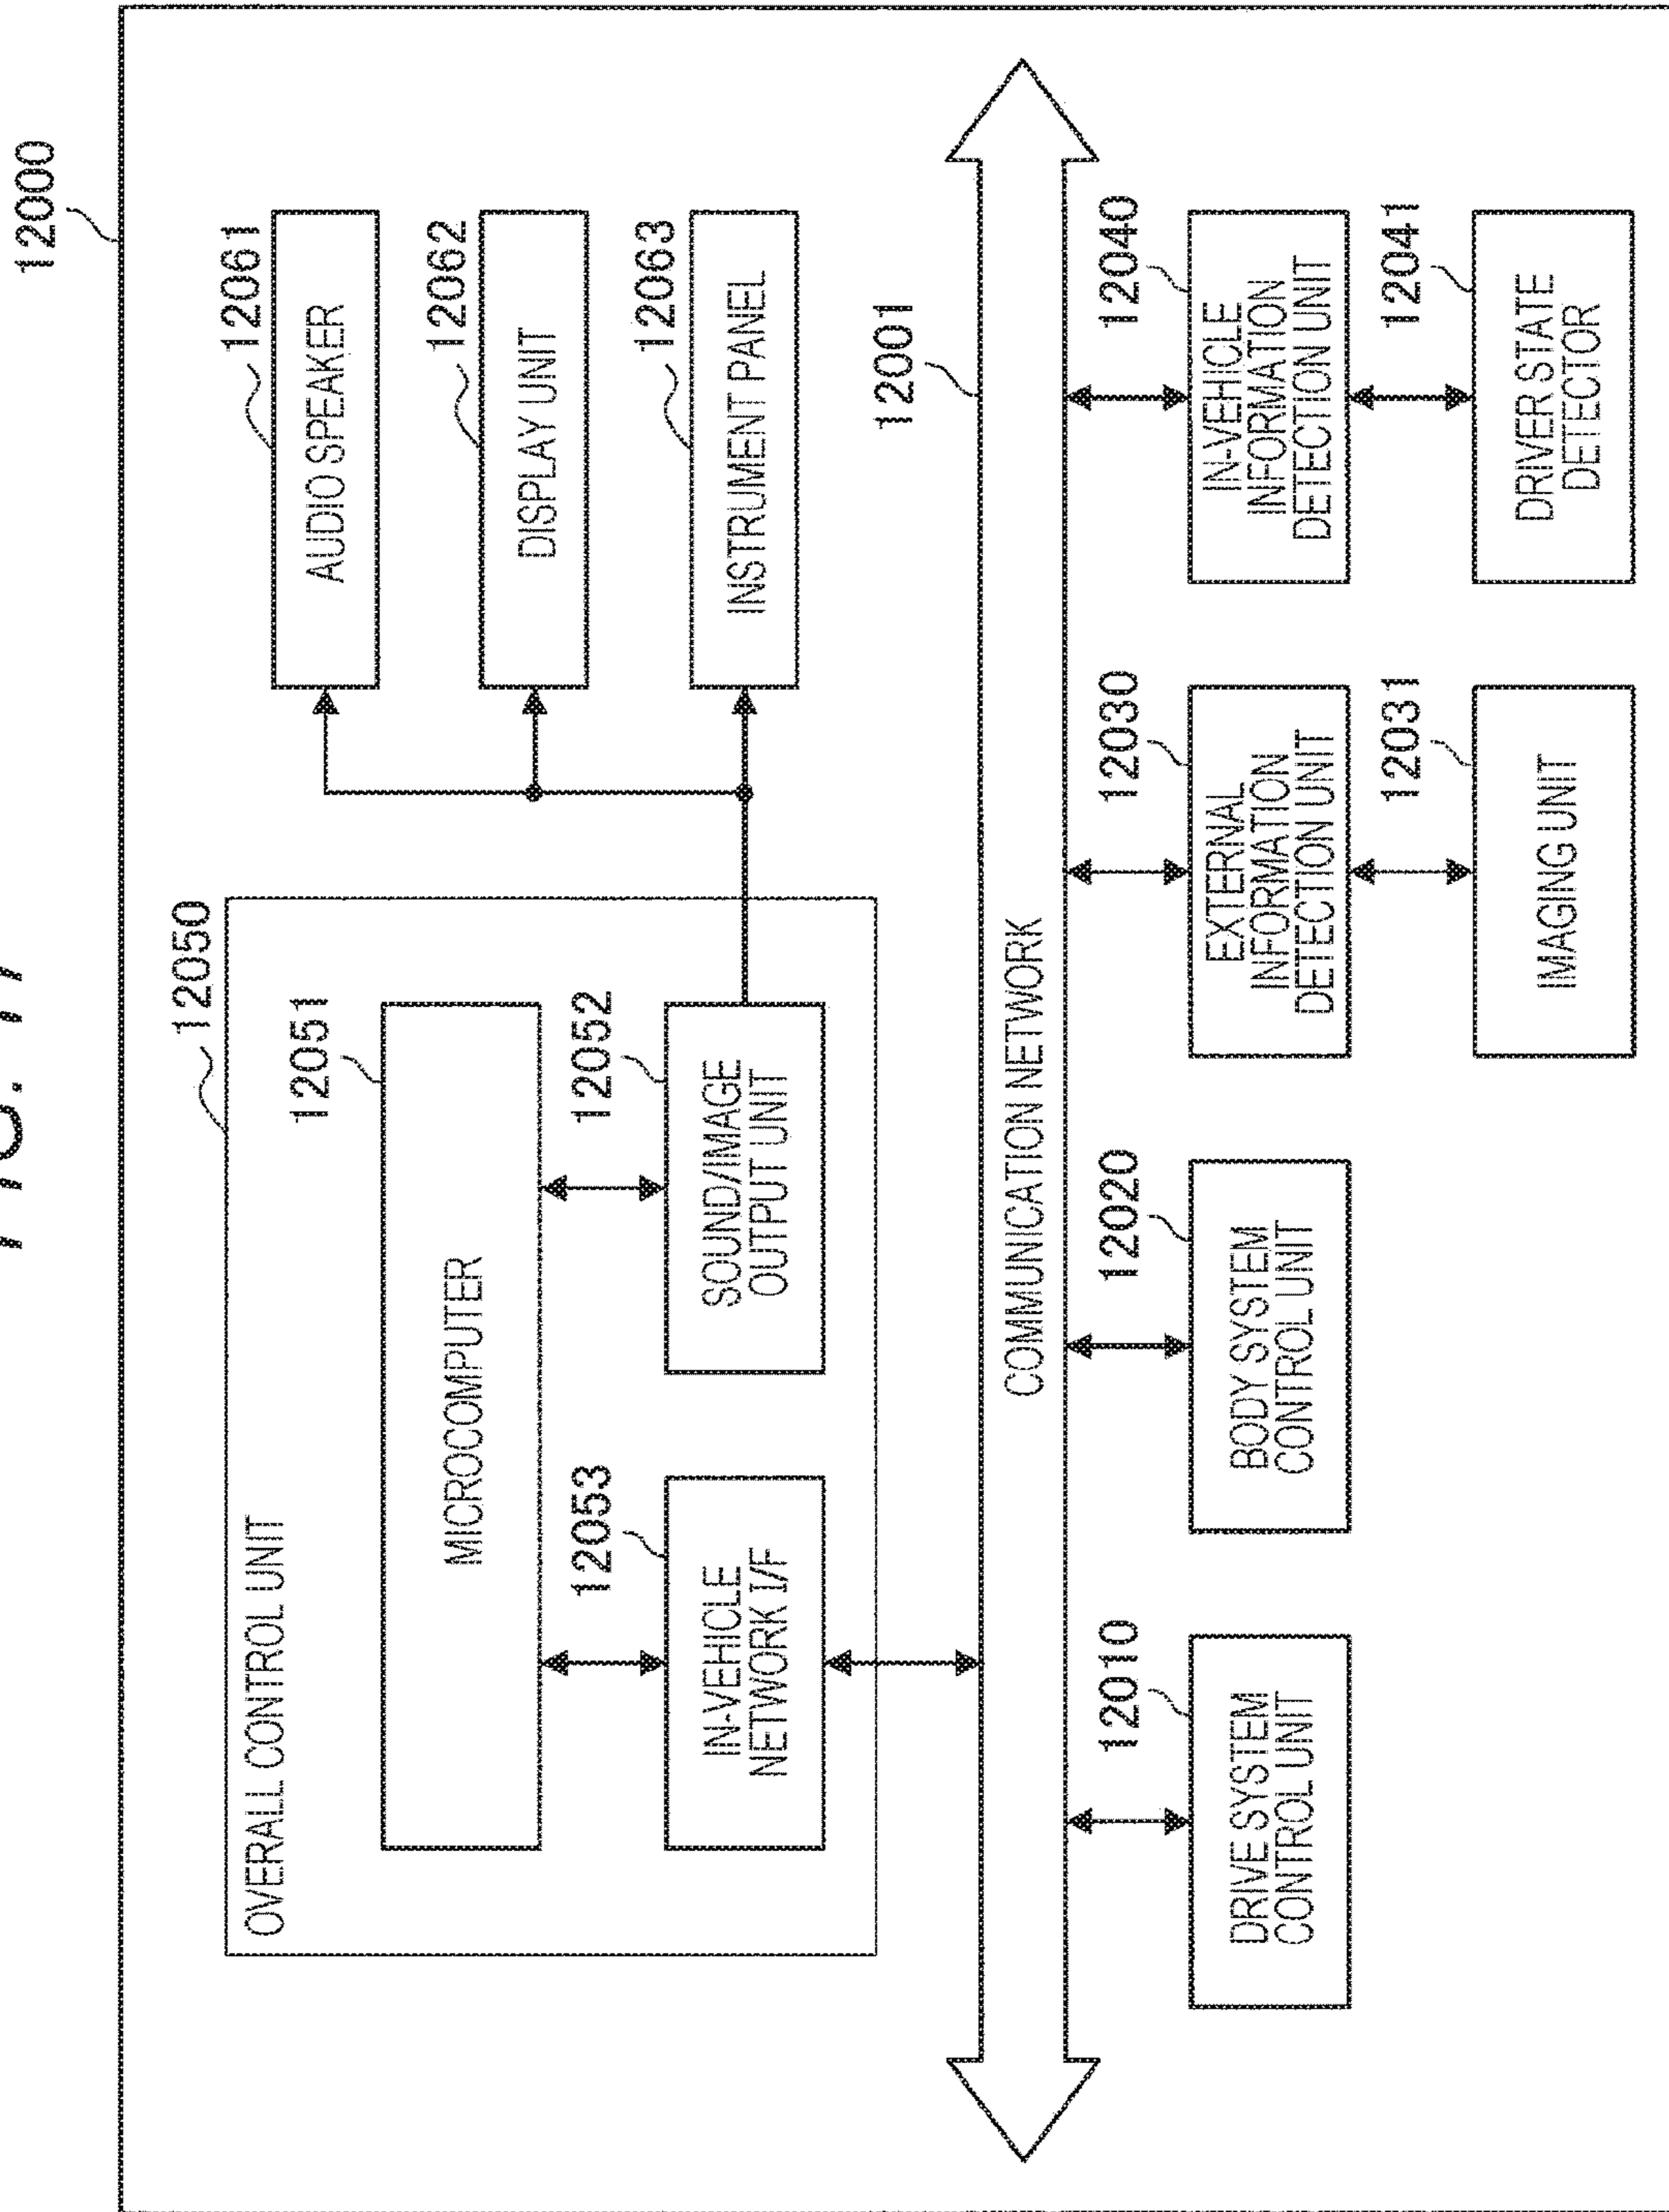 12000
12050
OVERALL CONTROL UNIT
12051
MICROCOMPUTER
12053
IN-VEHICLE
NETWORK I/F
12052
SOUND/IMAGE
OUTPUT UNIT
12061
AUDIO SPEAKER
12062
DISPLAY UNIT
12063
INSTRUMENT PANEL
12001
COMMUNICATION NETWORK
12010
DRIVE SYSTEM
CONTROL UNIT
12020
BODY SYSTEM
CONTROL UNIT
12030
EXTERNAL
INFORMATION
DETECTION UNIT
12031
IMAGING UNIT
12040
IN-VEHICLE
INFORMATION
DETECTION UNIT
12041
DRIVER STATE
DETECTOR